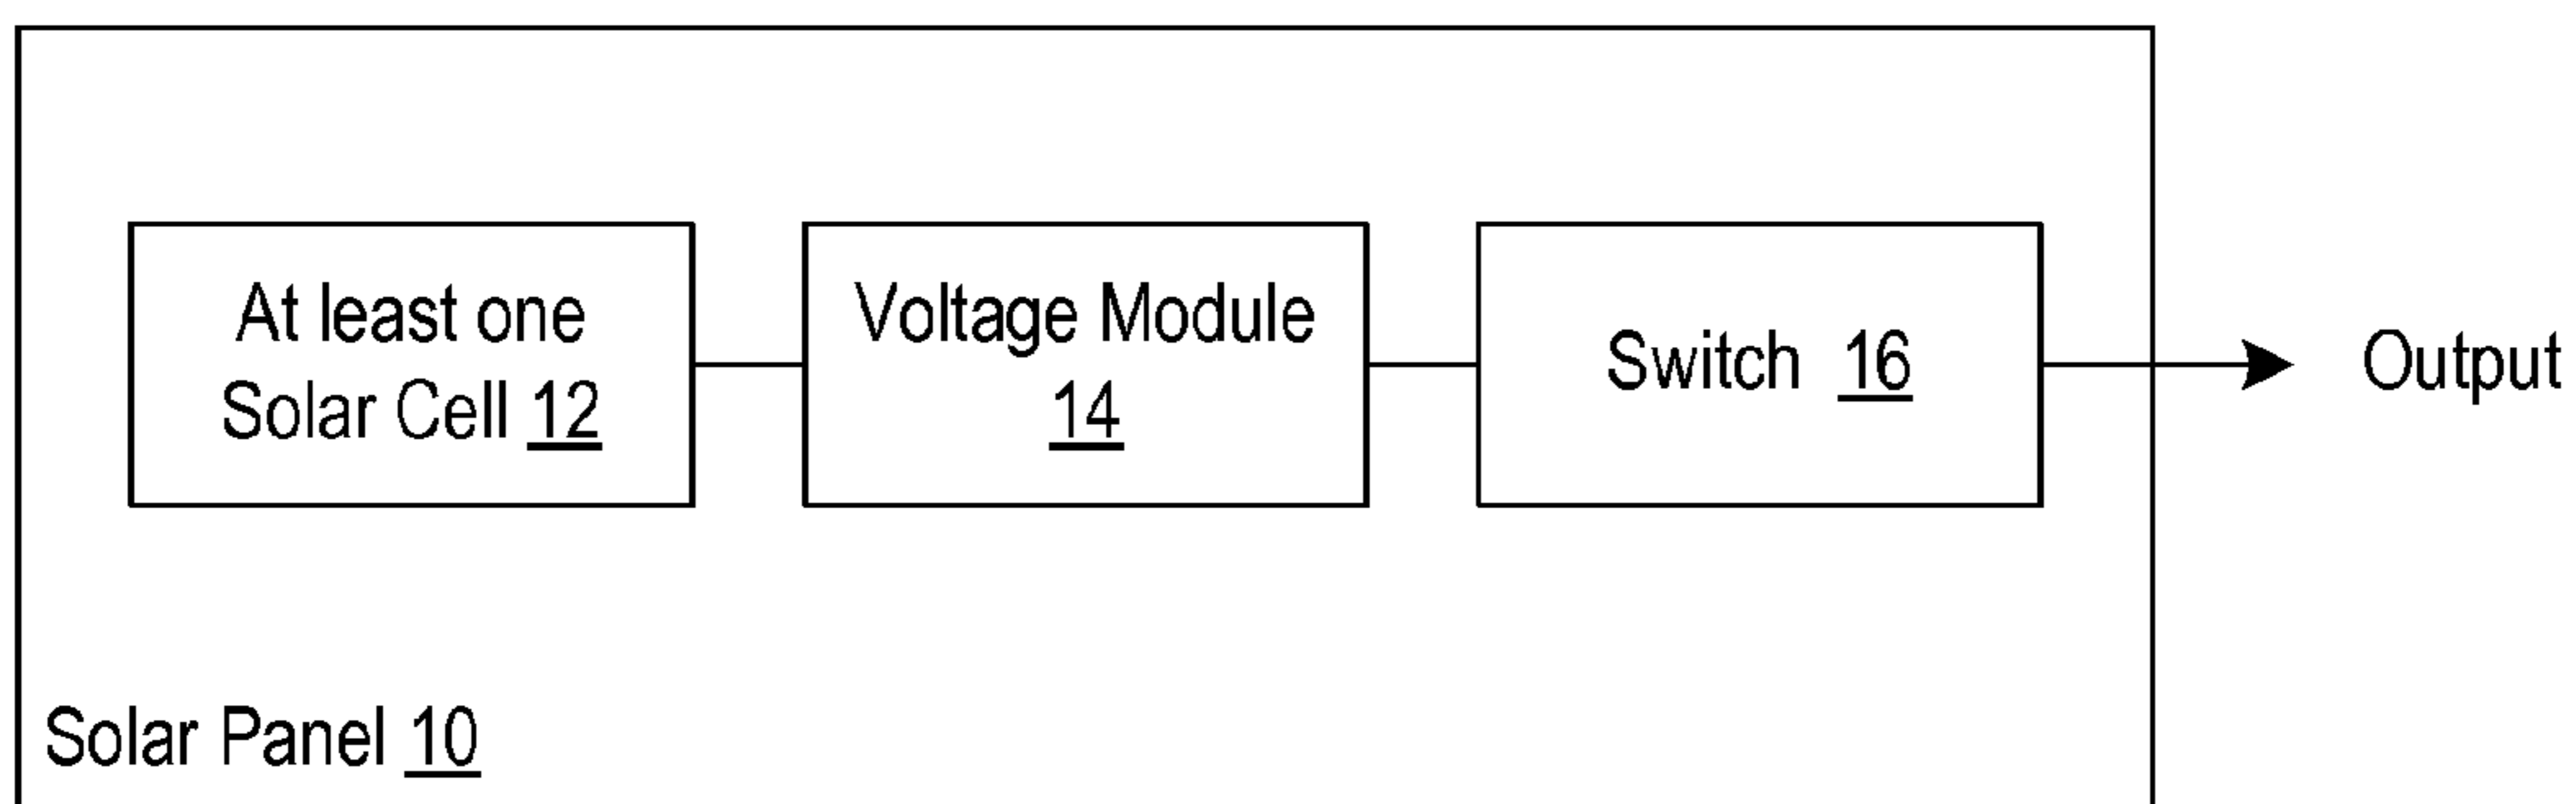 At least one
Solar Cell 12
Voltage Module
14
Switch 16
Output
Solar Panel 10